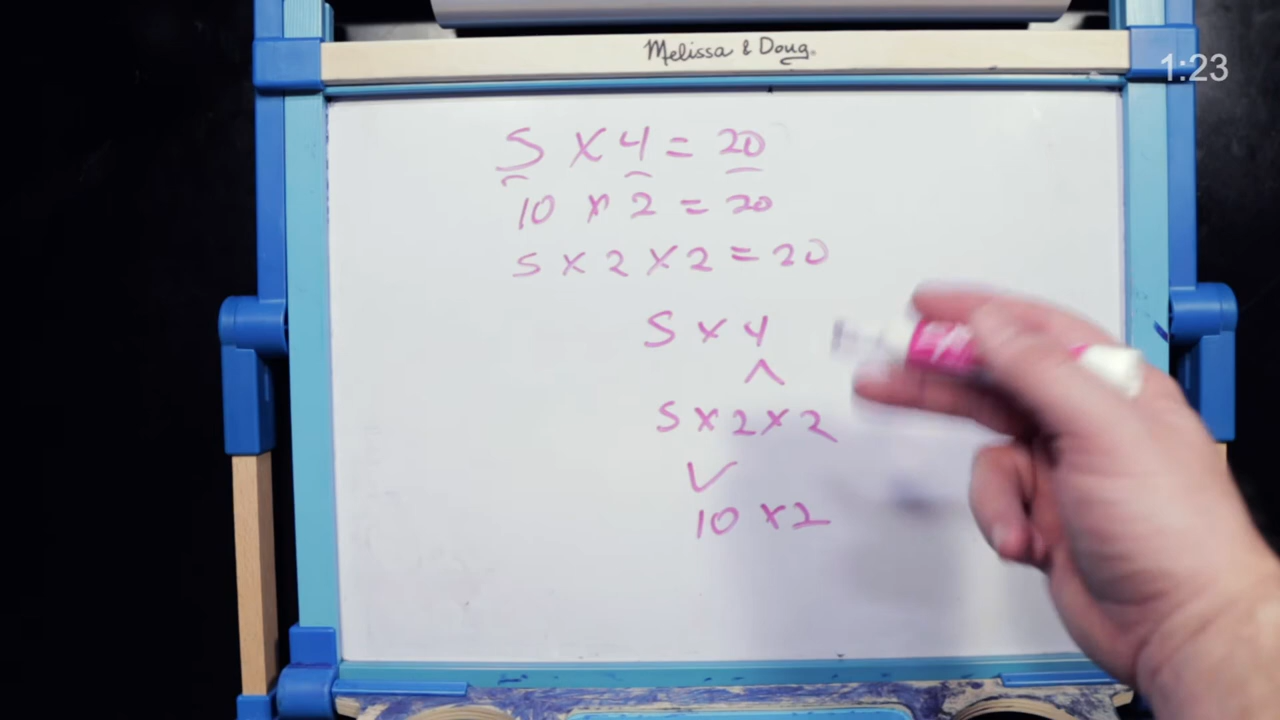 Melissa & Doug
1:23
5 × 4 = 20
10 × 2 = 20
5 × 2 × 2 = 20
5 × 4
5 × 2 × 2
10 × 2